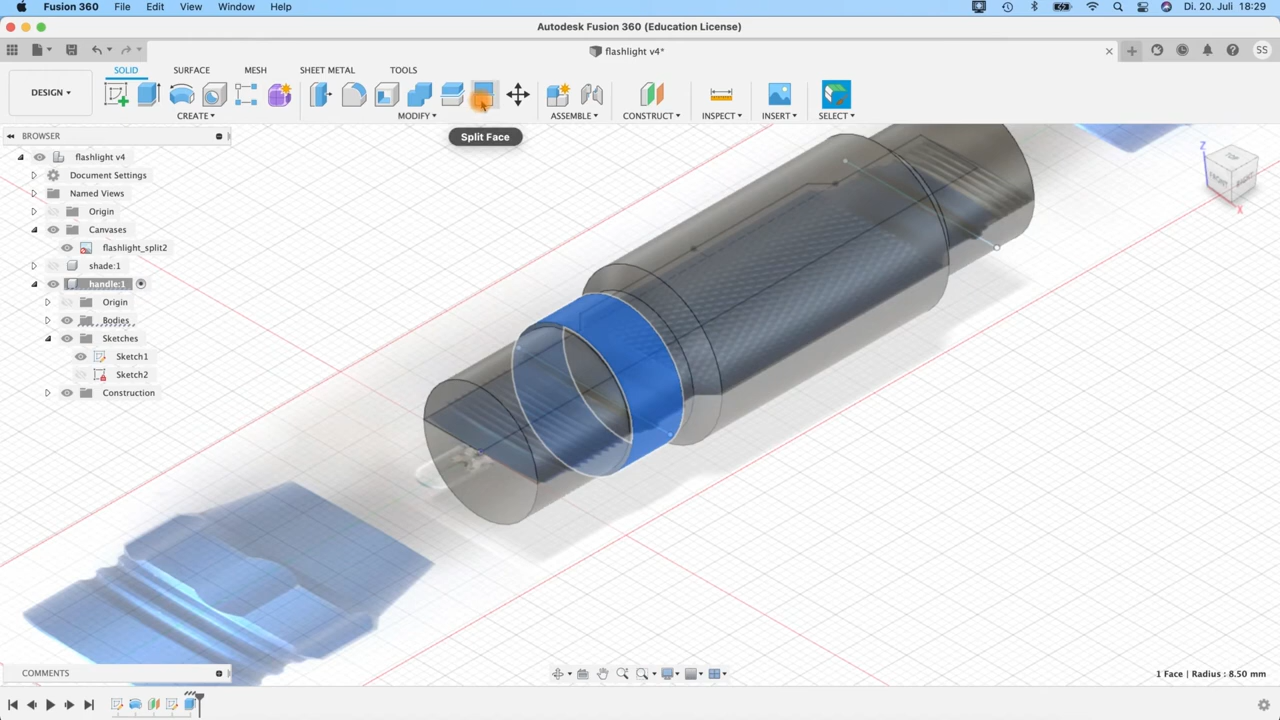 Fusion 360 File Edit View Window Help Di. 20. Juli 18:29
Autodesk Fusion 360 (Education License)
flashlight v4*
SS
SOLID SURFACE MESH SHEET METAL TOOLS
DESIGN
CREATE MODIFY ASSEMBLE CONSTRUCT INSPECT INSERT SELECT
BROWSER
Split Face
flashlight v4
Document Settings
Named Views
Origin
Canvases
flashlight_split2
shade:1
handle:1
Origin
Bodies
Sketches
Sketch1
Sketch2
Construction
Z
TOP
FRONT
X
COMMENTS
1 Face | Radius : 8.50 mm